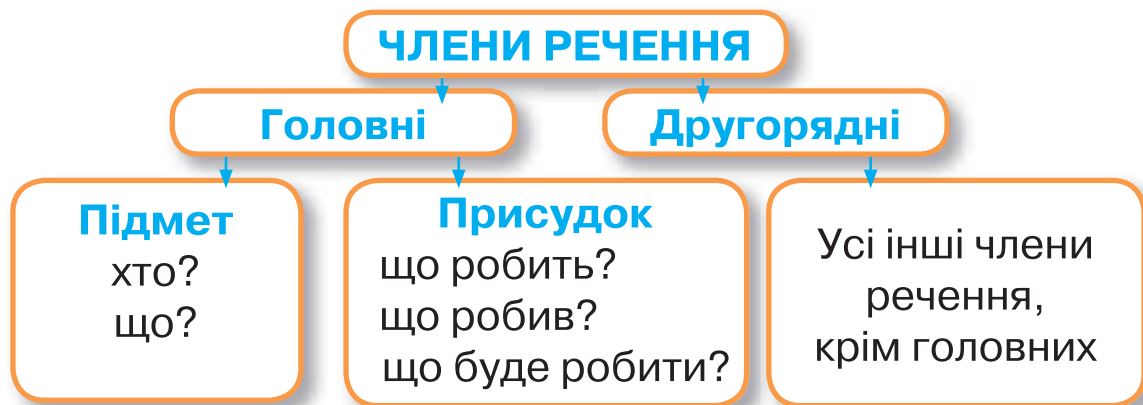 ЧЛЕНИ РЕЧЕННЯ
Головні
Другорядні
Підмет
хто?
що?
Присудок
що робить?
що робив?
що буде робити?
Усі інші члени
речення,
крім головних